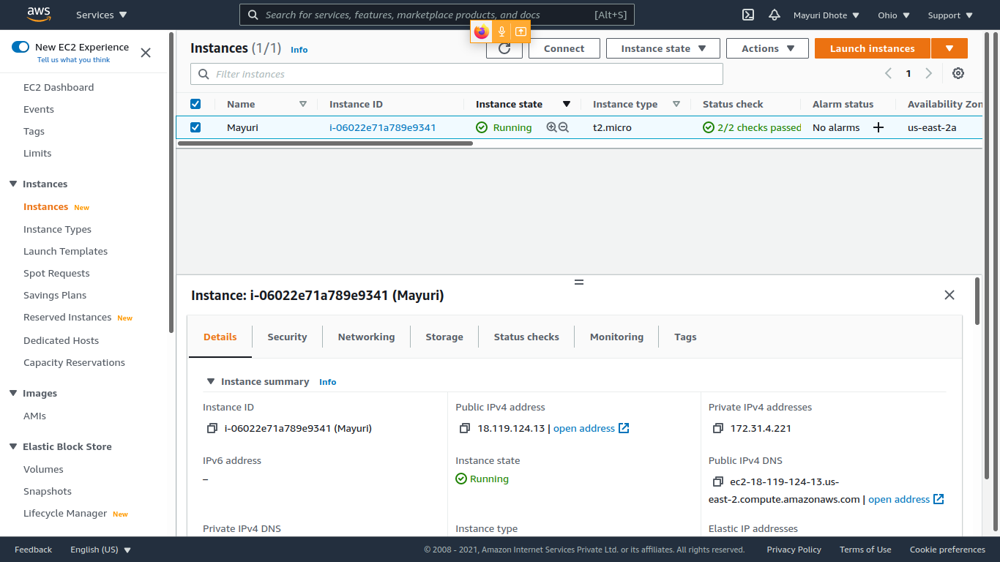 aws
Services
Search for services, features, marketplace products, and docs
[Alt+S]
Mayuri Dhote
Ohio
Support
New EC2 Experience
Tell us what you think
EC2 Dashboard
Events
Tags
Limits
Instances
Instances New
Instance Types
Launch Templates
Spot Requests
Savings Plans
Reserved Instances New
Dedicated Hosts
Capacity Reservations
Images
AMIs
Elastic Block Store
Volumes
Snapshots
Lifecycle Manager New
Instances (1/1) Info
Connect
Instance state
Actions
Launch instances
Filter instances
1
Name Instance ID Instance state Instance type Status check Alarm status Availability Zon
Mayuri i-06022e71a789e9341 Running t2.micro 2/2 checks passed No alarms us-east-2a
Instance: i-06022e71a789e9341 (Mayuri)
Details Security Networking Storage Status checks Monitoring Tags
Instance summary Info
Instance ID
i-06022e71a789e9341 (Mayuri)
Public IPv4 address
18.119.124.13 | open address
Private IPv4 addresses
172.31.4.221
IPv6 address
–
Instance state
Running
Public IPv4 DNS
ec2-18-119-124-13.us-
east-2.compute.amazonaws.com | open address
Private IPv4 DNS
Instance type
Elastic IP addresses
Feedback English (US) © 2008 - 2021, Amazon Internet Services Private Ltd. or its affiliates. All rights reserved. Privacy Policy Terms of Use Cookie preferences